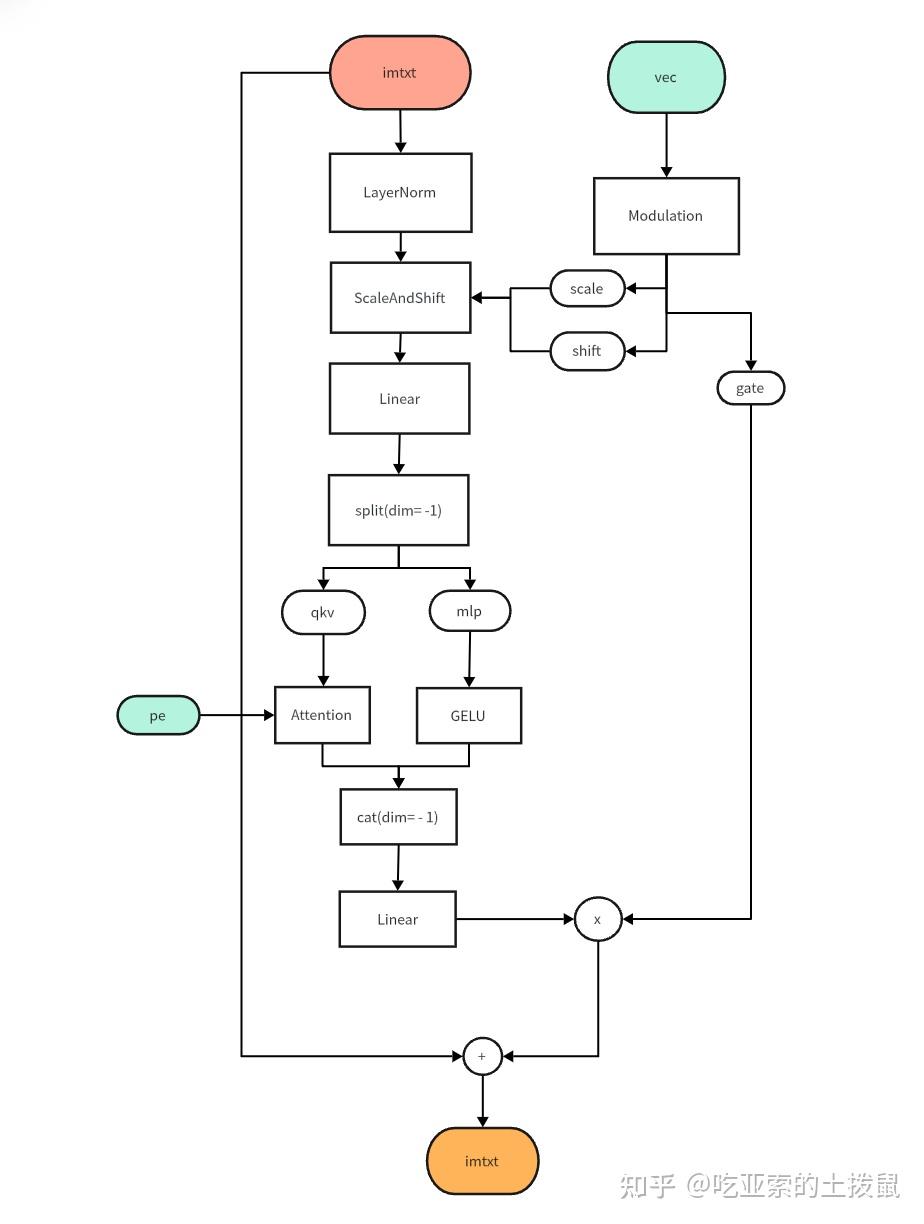 imtxt
vec
LayerNorm
Modulation
ScaleAndShift
scale
shift
gate
Linear
split(dim= -1)
qkv
mlp
pe
Attention
GELU
cat(dim= - 1)
Linear
x
+
imtxt
知乎 @吃亚索的土拨鼠